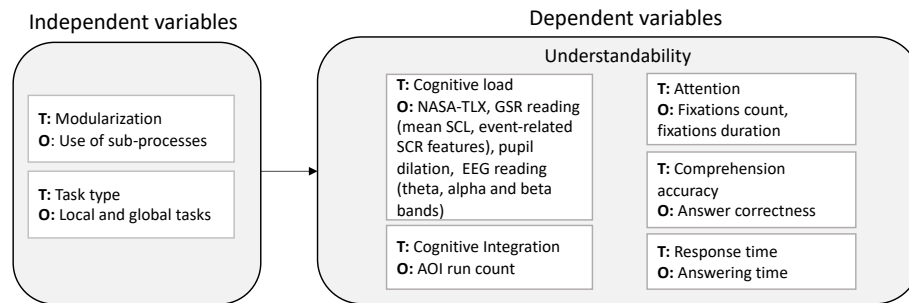 Independent variables
T: Modularization
O: Use of sub-processes
T: Task type
O: Local and global tasks
Dependent variables
Understandability
T: Cognitive load
O: NASA-TLX, GSR reading
(mean SCL, event-related
SCR features), pupil
dilation, EEG reading
(theta, alpha and beta
bands)
T: Cognitive Integration
O: AOI run count
T: Attention
O: Fixations count,
fixations duration
T: Comprehension
accuracy
O: Answer correctness
T: Response time
O: Answering time